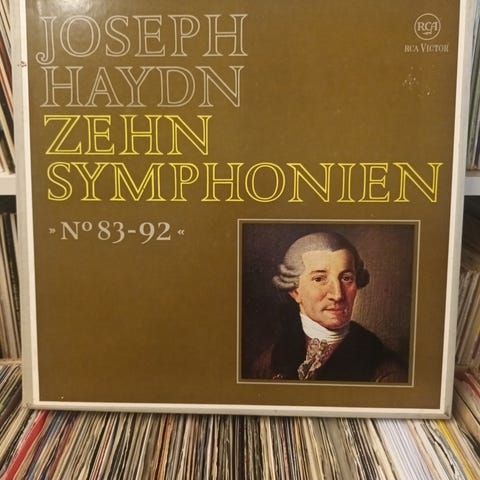 JOSEPH
HAYDN
ZEHN
SYMPHONIEN
» Nº 83-92 «
RCA
RCA VICTOR